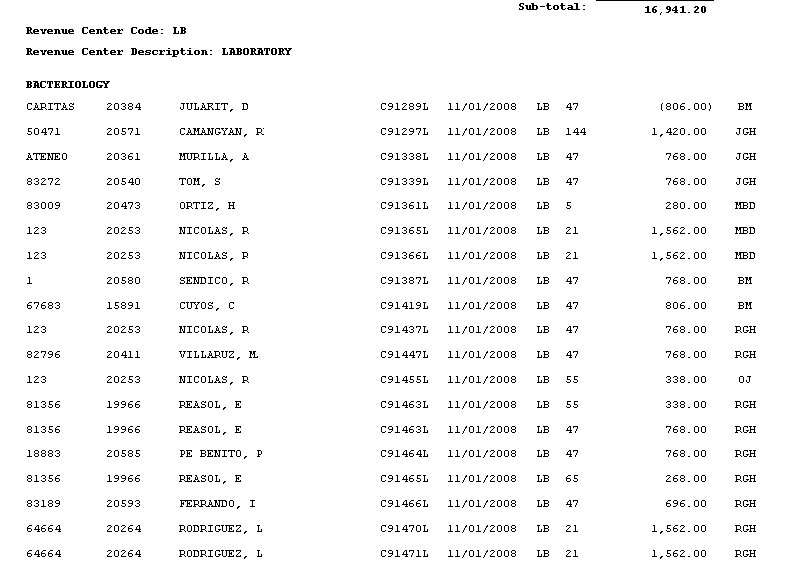 Sub-total:
16,941.20
Revenue Center Code: LB
Revenue Center Description: LABORATORY
BACTERIOLOGY
CARITAS 20384 JULAKIT, D C91289L 11/01/2008 LB 47 (806.00) BM
50471 20571 CAMANGYAN, R C91297L 11/01/2008 LB 144 1,420.00 JGH
ATENEO 20361 MURILLA, A C91338L 11/01/2008 LB 47 768.00 JGH
83272 20540 TOM, S C91339L 11/01/2008 LB 47 768.00 JGH
83009 20473 ORTIZ, H C91361L 11/01/2008 LB 5 280.00 MBD
123 20253 NICOLAS, R C91365L 11/01/2008 LB 21 1,562.00 MBD
123 20253 NICOLAS, R C91366L 11/01/2008 LB 21 1,562.00 MBD
1 20580 SENDICO, R C91387L 11/01/2008 LB 47 768.00 BM
67683 15891 CUYOS, C C91419L 11/01/2008 LB 47 806.00 BM
123 20253 NICOLAS, R C91437L 11/01/2008 LB 47 768.00 RGH
82796 20411 VILLARUZ, M C91447L 11/01/2008 LB 47 768.00 RGH
123 20253 NICOLAS, R C91455L 11/01/2008 LB 55 338.00 OJ
81356 19966 REASOL, E C91463L 11/01/2008 LB 55 338.00 RGH
81356 19966 REASOL, E C91463L 11/01/2008 LB 47 768.00 RGH
18883 20585 PE BENITO, P C91464L 11/01/2008 LB 47 768.00 RGH
81356 19966 REASOL, E C91465L 11/01/2008 LB 65 268.00 RGH
83189 20593 FERRANDO, I C91466L 11/01/2008 LB 47 696.00 RGH
64664 20264 RODRIGUEZ, L C91470L 11/01/2008 LB 21 1,562.00 RGH
64664 20264 RODRIGUEZ, L C91471L 11/01/2008 LB 21 1,562.00 RGH